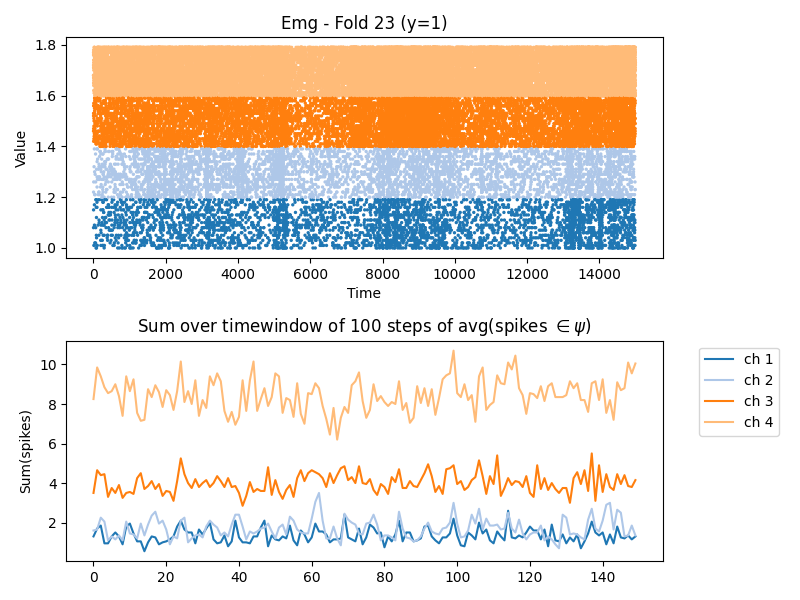 Emg - Fold 23 (y=1)
Value
1.8
1.6
1.4
1.2
1.0
0 2000 4000 6000 8000 10000 12000 14000
Time
Sum over timewindow of 100 steps of avg(spikes ∈ ψ)
Sum(spikes)
10
8
6
4
2
0 20 40 60 80 100 120 140
ch 1
ch 2
ch 3
ch 4